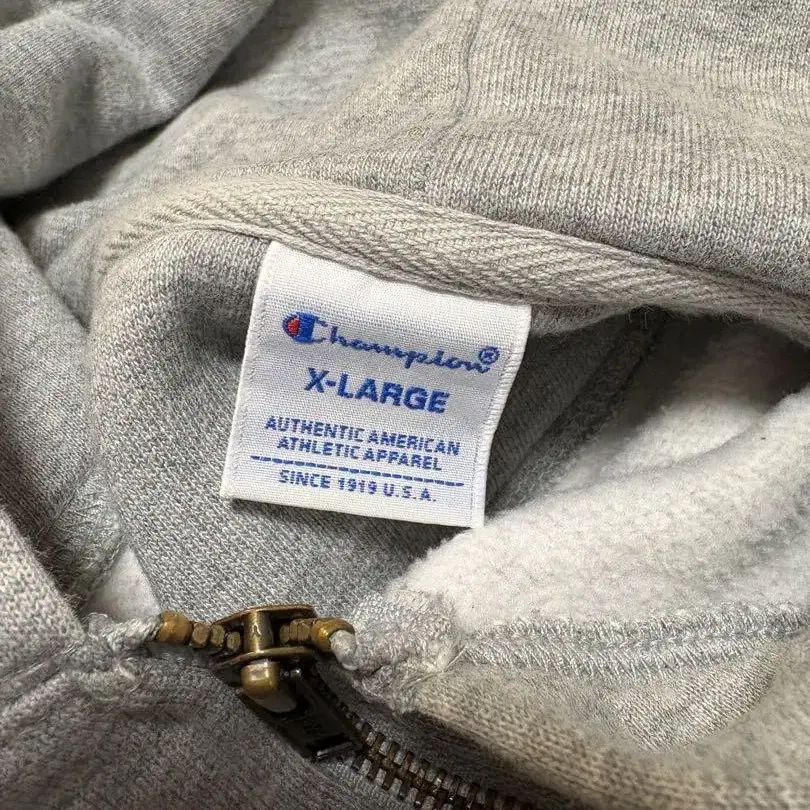 Champion®
X-LARGE
AUTHENTIC AMERICAN
ATHLETIC APPAREL
SINCE 1919 U.S.A.